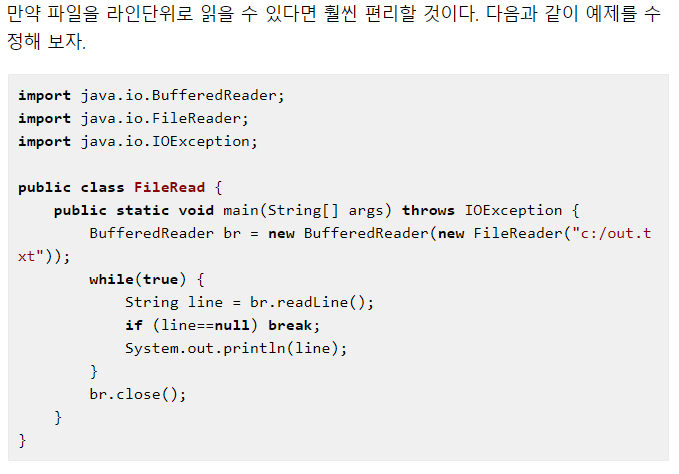 만약 파일을 라인단위로 읽을 수 있다면 훨씬 편리할 것이다. 다음과 같이 예제를 수
정해 보자.
import java.io.BufferedReader;
import java.io.FileReader;
import java.io.IOException;
public class FileRead {
    public static void main(String[] args) throws IOException {
        BufferedReader br = new BufferedReader(new FileReader("c:/out.t
xt"));
        while(true) {
            String line = br.readLine();
            if (line==null) break;
            System.out.println(line);
        }
        br.close();
    }
}